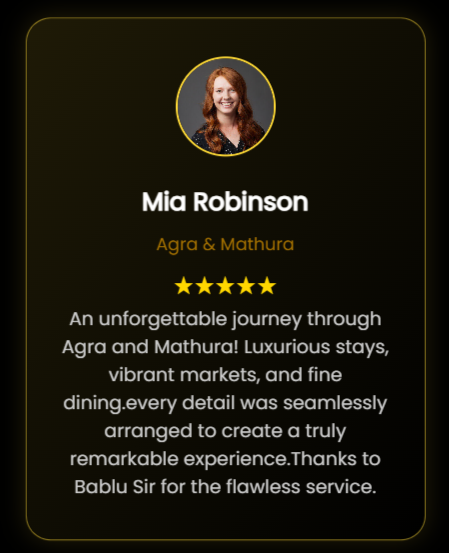 Mia Robinson
Agra & Mathura
★★★★★
An unforgettable journey through
Agra and Mathura! Luxurious stays,
vibrant markets, and fine
dining.every detail was seamlessly
arranged to create a truly
remarkable experience.Thanks to
Bablu Sir for the flawless service.